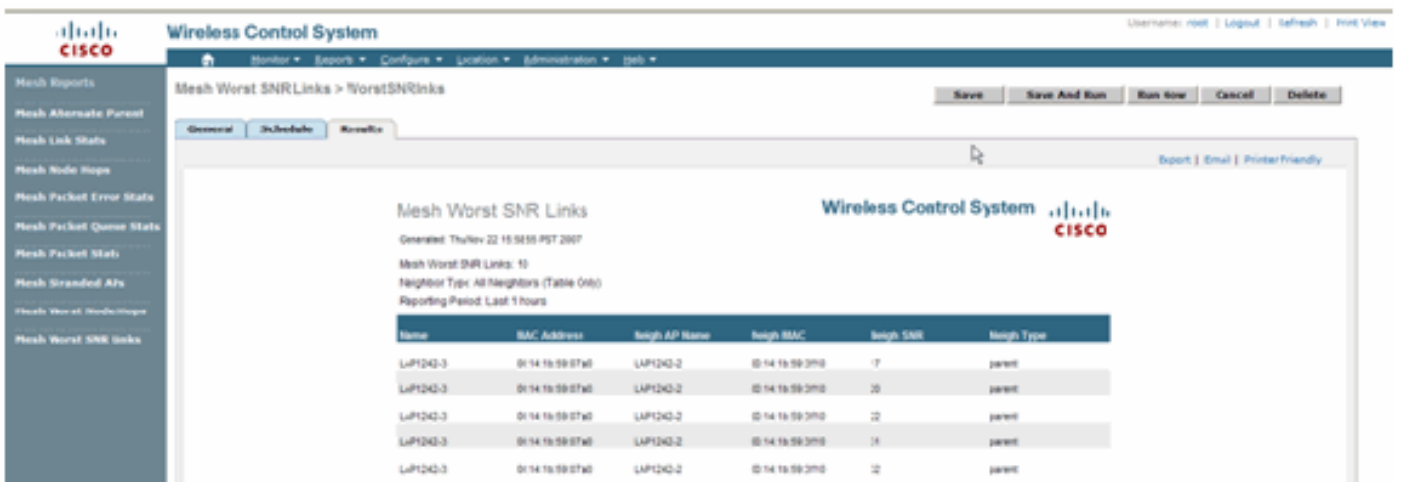 Username: root | Logout | Refresh | Print View
CISCO
Wireless Control System
Monitor Reports Configure Location Administration Help
Mesh Reports
Mesh Alternate Parent
Mesh Link Stats
Mesh Node Hops
Mesh Packet Error Stats
Mesh Packet Queue Stats
Mesh Packet Stats
Mesh Stranded APs
Mesh Worst Node Hops
Mesh Worst SNR Links
Mesh Worst SNR Links >
Save Save And Run Run Now Cancel Delete
General Schedule Results
Export | Email | Printer Friendly
Mesh Worst SNR Links
Wireless Control System
CISCO
Generated: Thu Nov 22 PST 2007
Mesh Worst SNR Links: 10
Neighbor Type: All Neighbors (Table Only)
Reporting Period: Last 1 hours
Name MAC Address Neigh AP Name Neigh MAC Neigh SNR Neigh Type
LAP1242-3 LAP1242-2 parent
LAP1242-3 LAP1242-2 parent
LAP1242-3 LAP1242-2 parent
LAP1242-3 LAP1242-2 parent
LAP1242-3 LAP1242-2 parent